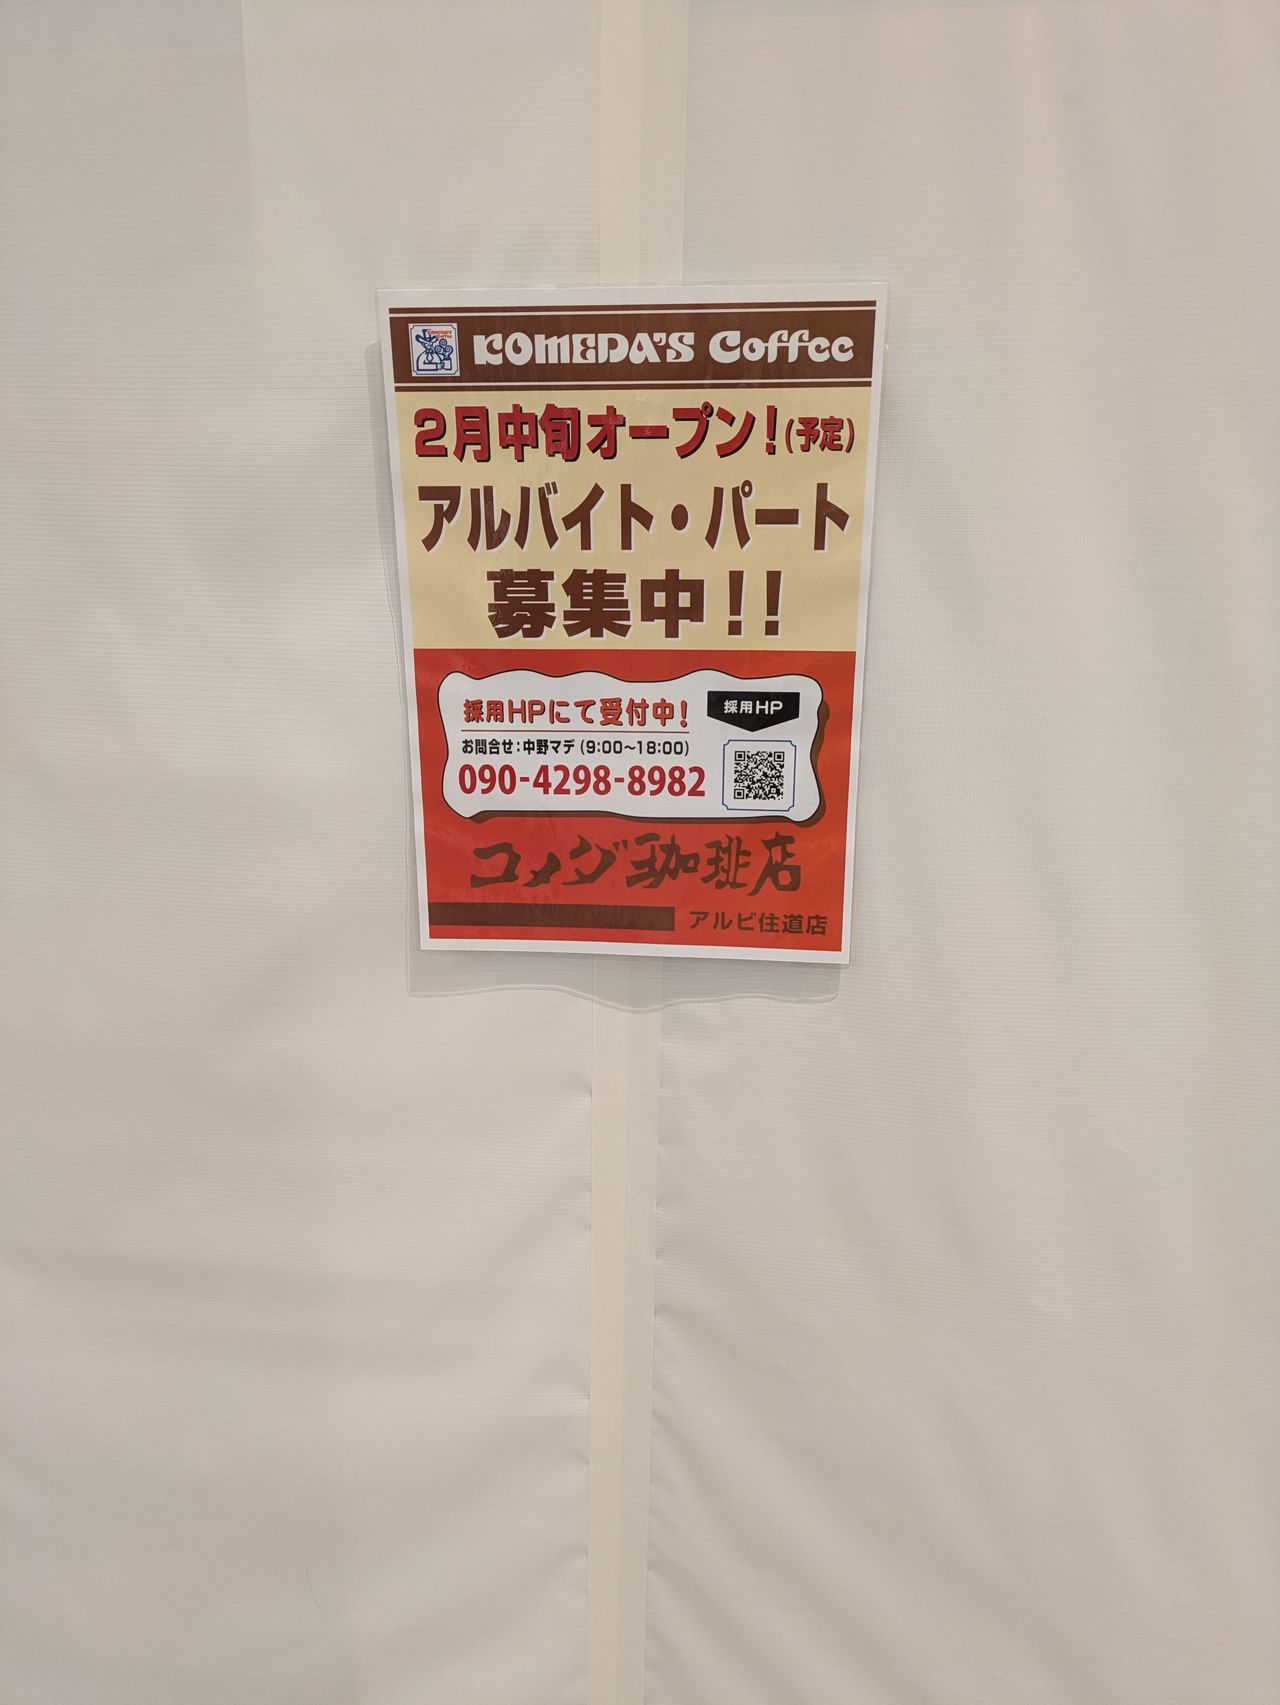 KOMEDA'S Coffee
2月中旬オープン!(予定)
アルバイト・パート
募集中!!
採用HPにて受付中!
採用HP
お問合せ:中野マデ(9:00〜18:00)
090-4298-8982
コメダ珈琲店
アルビ住道店